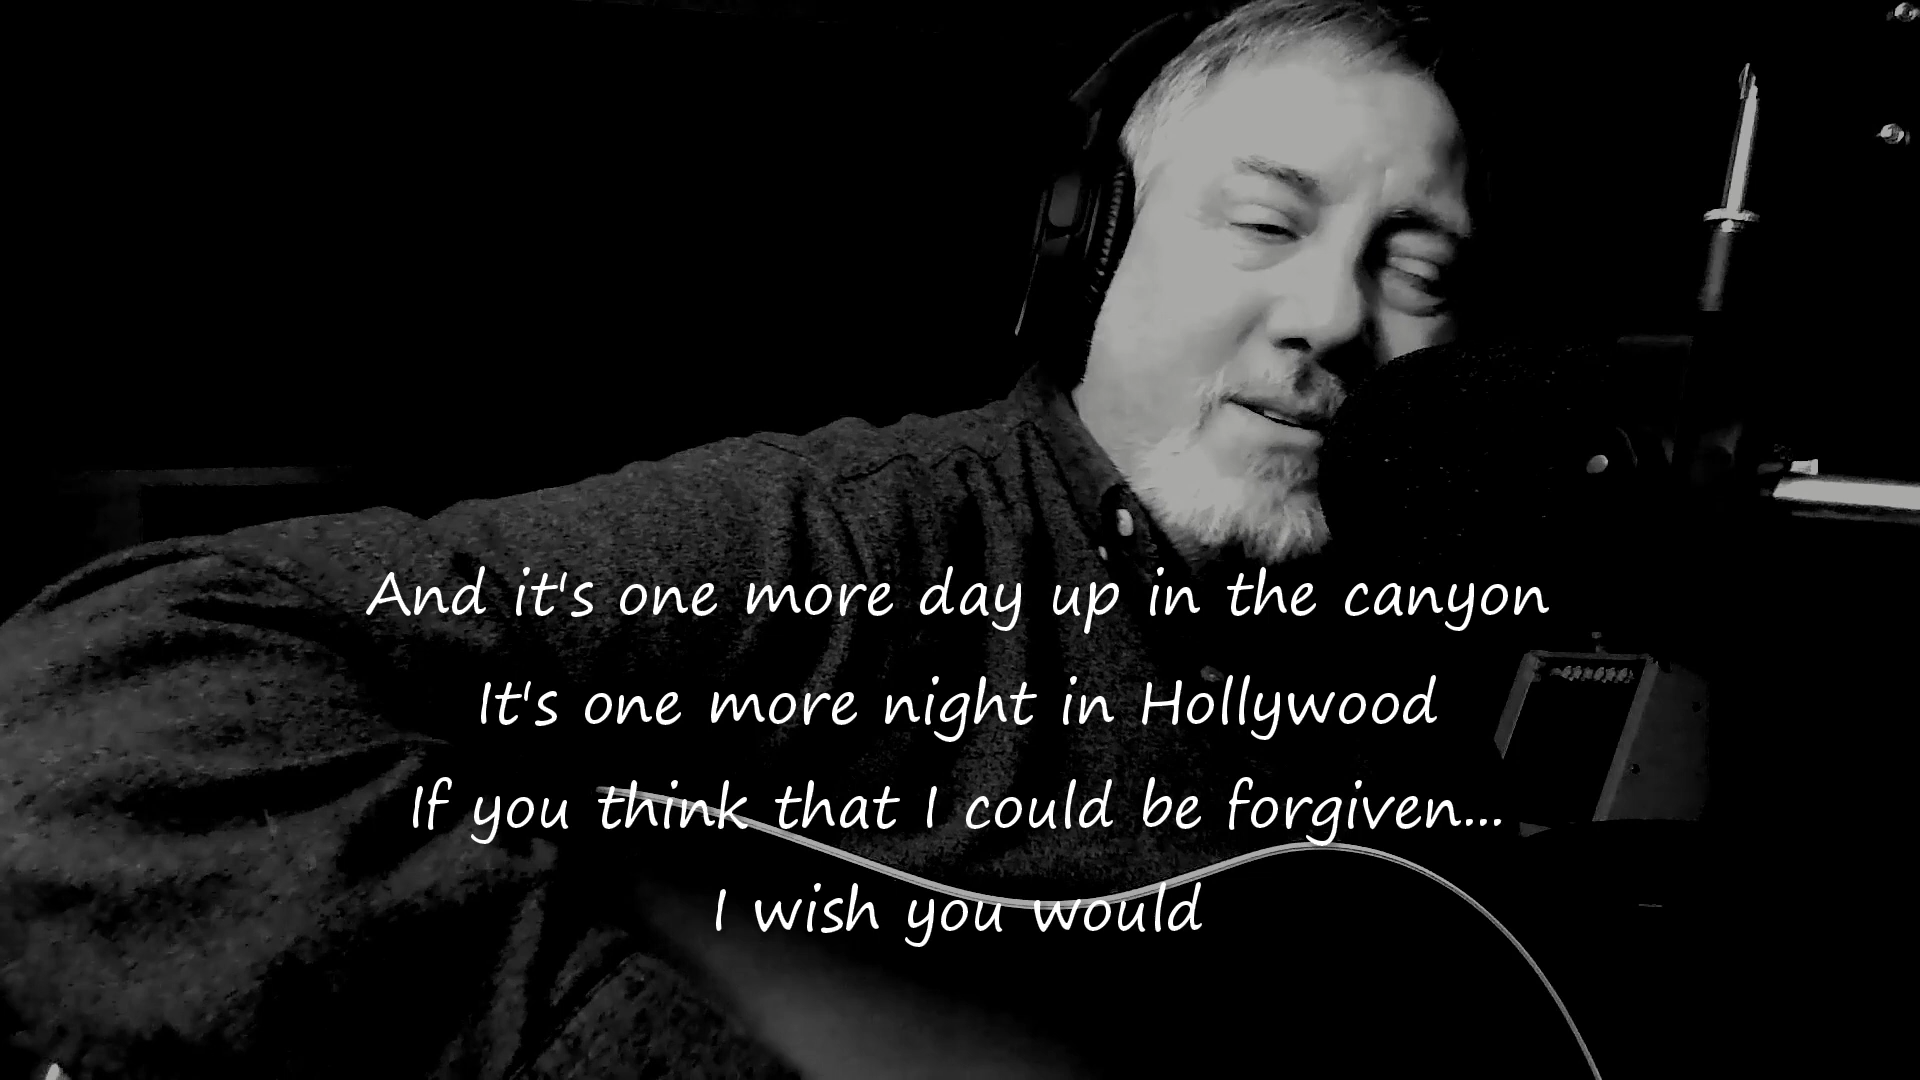 And it's one more day up in the canyon
It's one more night in Hollywood
If you think that I could be forgiven...
I wish you would